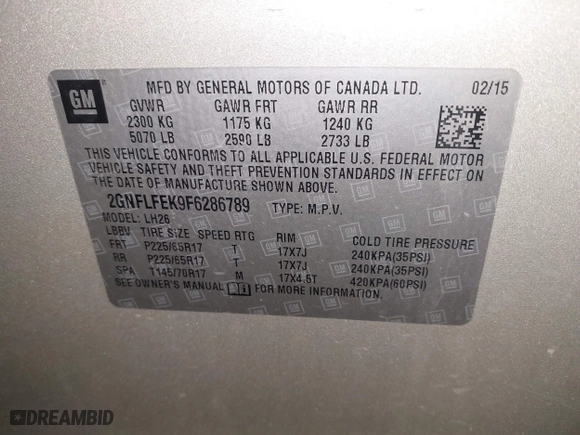 GM
MFD BY GENERAL MOTORS OF CANADA LTD. 02/15
GVWR GAWR FRT GAWR RR
2300 KG 1175 KG 1240 KG
5070 LB 2590 LB 2733 LB
THIS VEHICLE CONFORMS TO ALL APPLICABLE U.S. FEDERAL MOTOR
VEHICLE SAFETY AND THEFT PREVENTION STANDARDS IN EFFECT ON
THE DATE OF MANUFACTURE SHOWN ABOVE.
2GNFLFEK9F6286789 TYPE: M.P.V.
MODEL: LH26
LBBV TIRE SIZE SPEED RTG RIM COLD TIRE PRESSURE
FRT P225/65R17 T 17X7J 240KPA(35PSI)
RR P225/65R17 T 17X7J 240KPA(35PSI)
SPA T145/70R17 M 17X4.5T 420KPA(60PSI)
SEE OWNER'S MANUAL FOR MORE INFORMATION.
DREAMBID